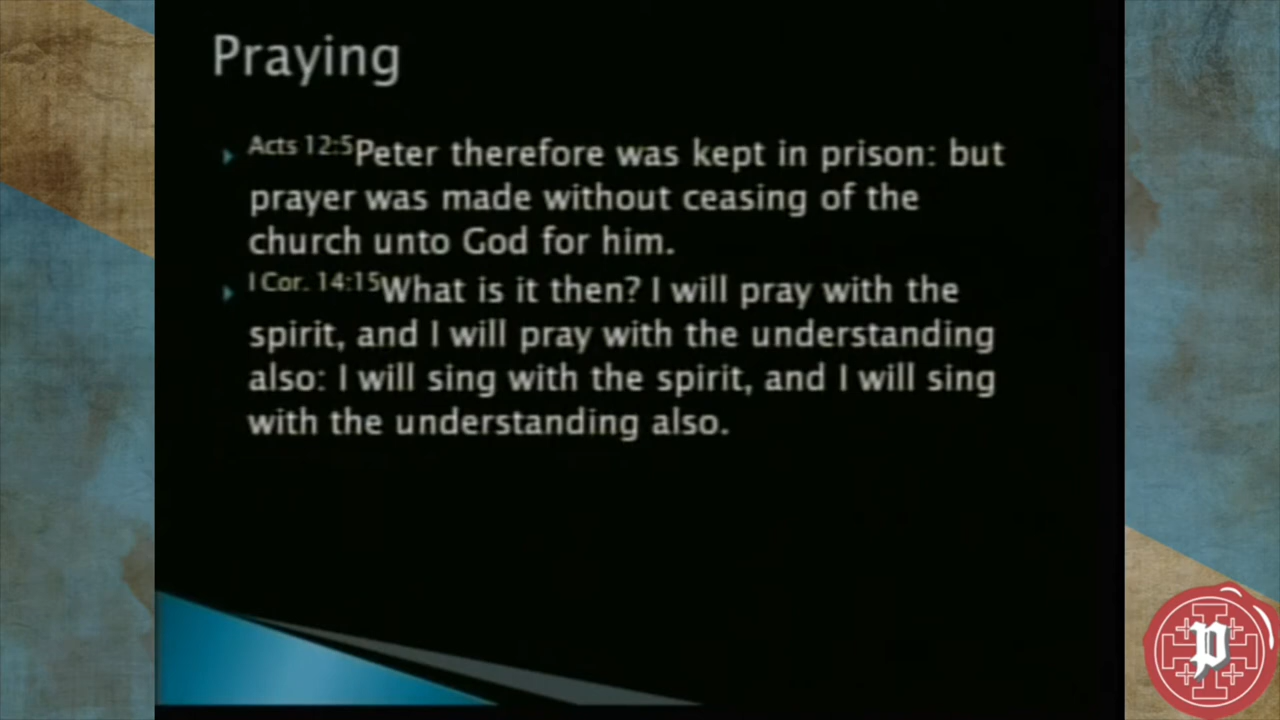 Praying
Acts 12:5Peter therefore was kept in prison: but
prayer was made without ceasing of the
church unto God for him.
I Cor. 14:15What is it then? I will pray with the
spirit, and I will pray with the understanding
also: I will sing with the spirit, and I will sing
with the understanding also.
p